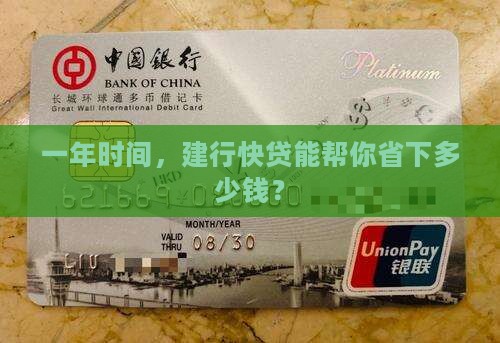 中國銀行
Platinum
BANK OF CHINA
长城环球通多币借记卡
Great Wall International Debit Card
一年时间，建行快贷能帮你省下多
少钱？
MONTH/YEAR
VALID
THRU
08/30
UnionPay
银联